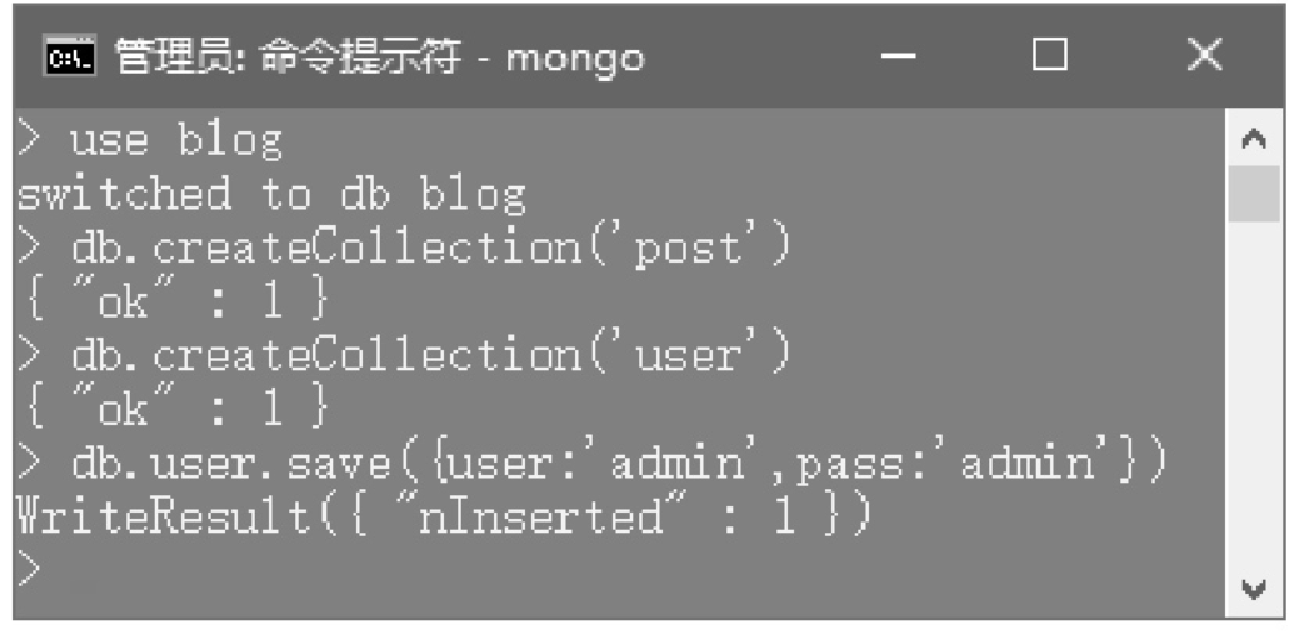 管理员: 命令提示符 - mongo
> use blog
switched to db blog
> db.createCollection('post')
{ "ok" : 1 }
> db.createCollection('user')
{ "ok" : 1 }
> db.user.save({user:'admin',pass:'admin'})
WriteResult({ "nInserted" : 1 })
>